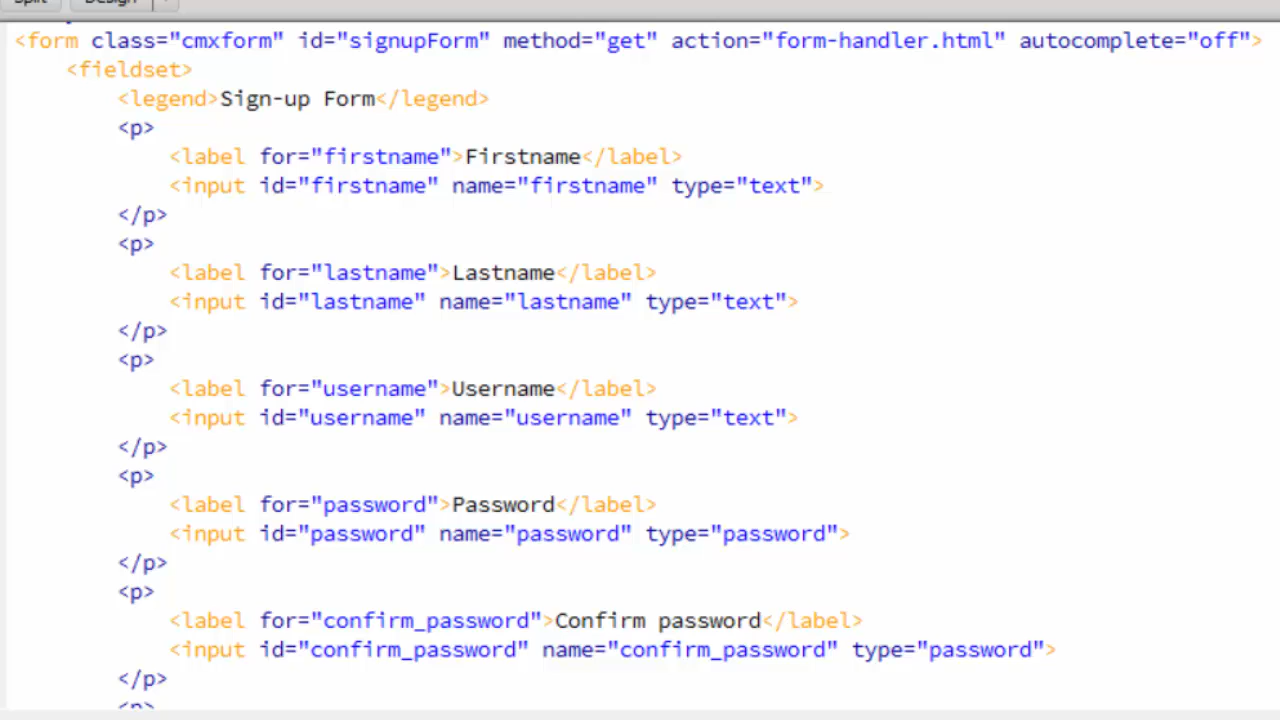 Split Design
<form class="cmxform" id="signupForm" method="get" action="form-handler.html" autocomplete="off">
<fieldset>
<legend>Sign-up Form</legend>
<p>
<label for="firstname">Firstname</label>
<input id="firstname" name="firstname" type="text">
</p>
<p>
<label for="lastname">Lastname</label>
<input id="lastname" name="lastname" type="text">
</p>
<p>
<label for="username">Username</label>
<input id="username" name="username" type="text">
</p>
<p>
<label for="password">Password</label>
<input id="password" name="password" type="password">
</p>
<p>
<label for="confirm_password">Confirm password</label>
<input id="confirm_password" name="confirm_password" type="password">
</p>
<p>